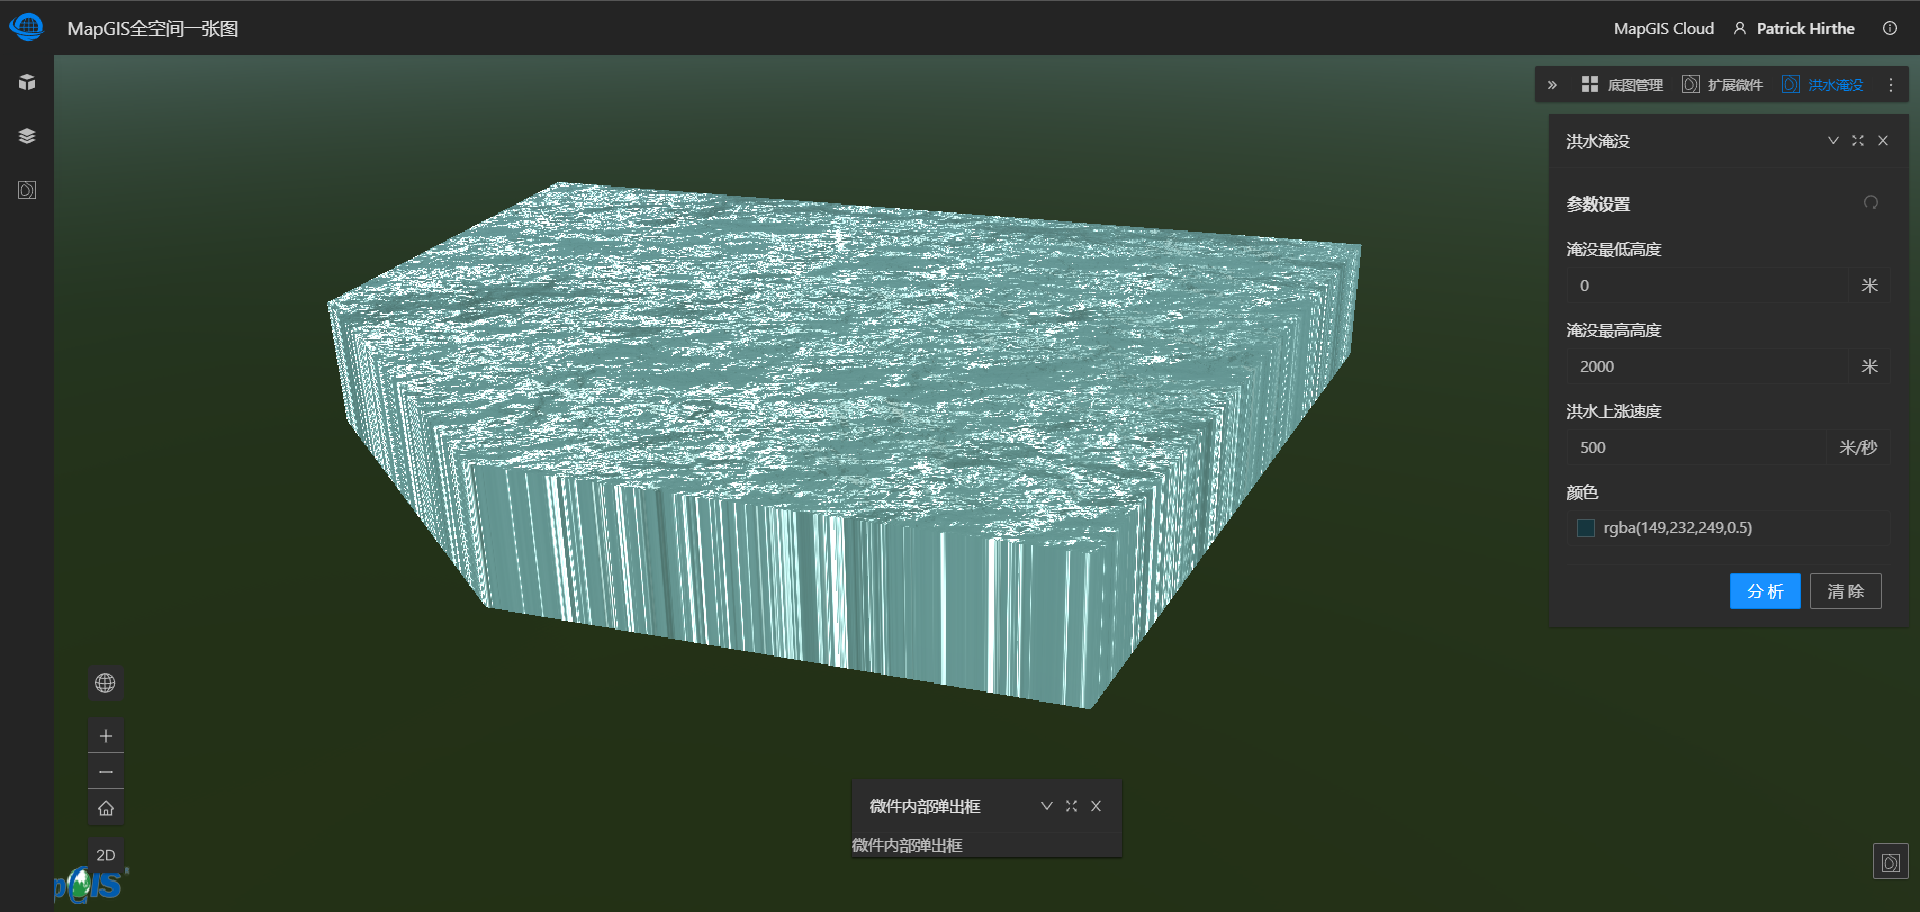 MapGIS全空间一张图
MapGIS Cloud
Patrick Hirthe
底图管理
扩展微件
洪水淹没
洪水淹没
参数设置
淹没最低高度
0 米
淹没最高高度
2000 米
洪水上涨速度
500 米/秒
颜色
rgba(149,232,249,0.5)
分析 清除
微件内部弹出框
微件内部弹出框
2D
pGIS